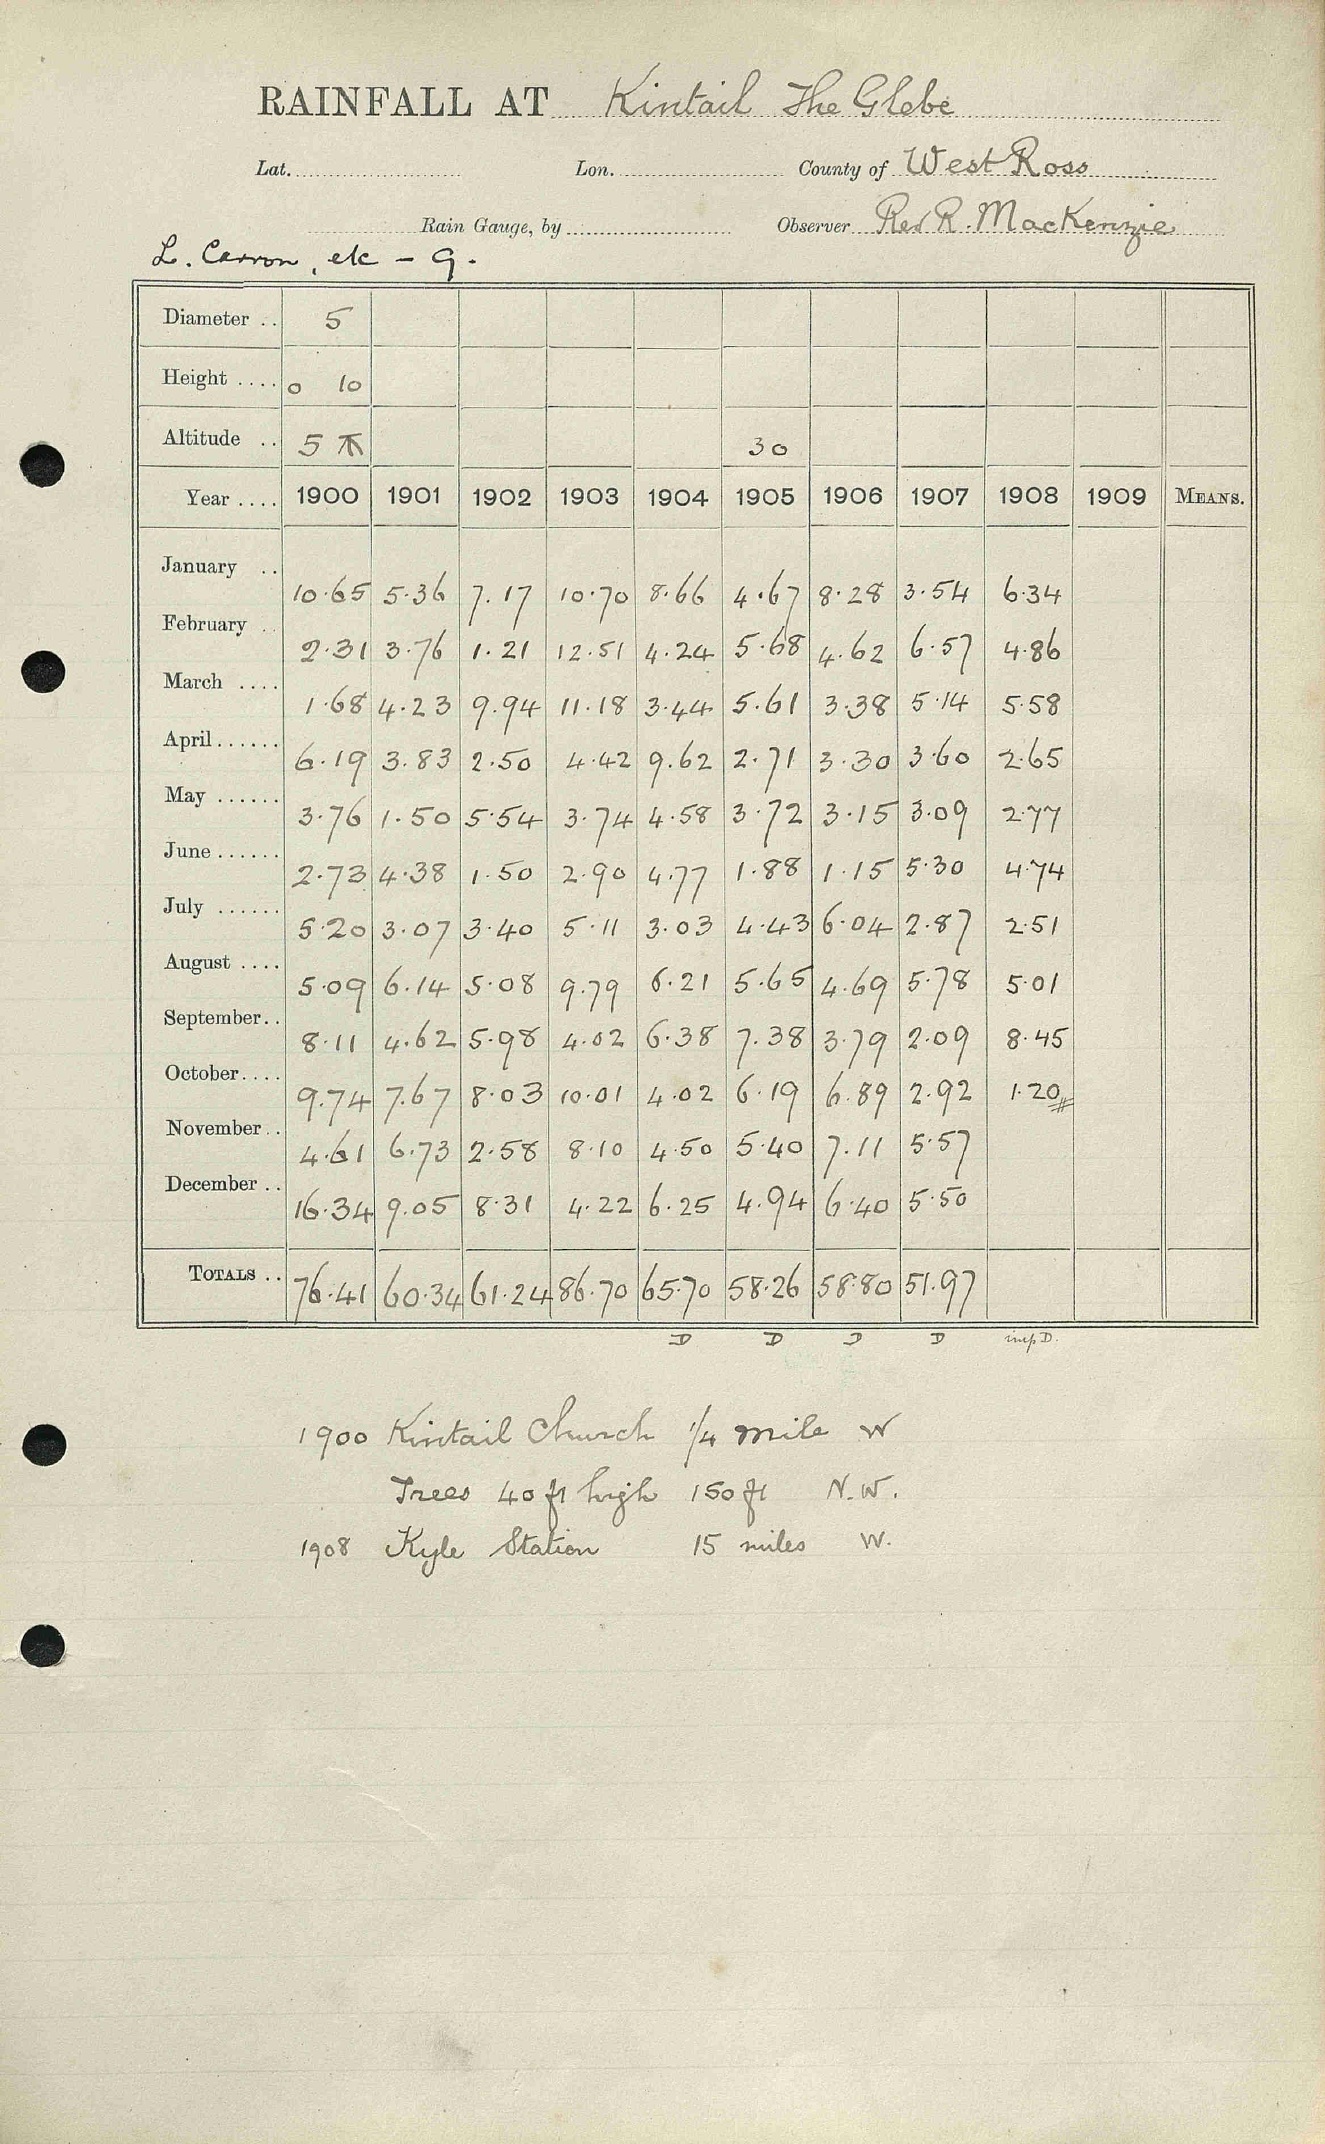 RAINFALL AT Kintail The Glebe
Lat. Lon. County of West Ross
Rain Gauge, by Observer Rev R. MacKenzie
L. Carron, etc - 9.
Diameter .. 5
Height .... 0 10
Altitude .. 5 30
Year .... 1900 1901 1902 1903 1904 1905 1906 1907 1908 1909 MEANS.
January .. 10.65 5.36 7.17 10.70 8.66 4.67 8.28 3.54 6.34
February .. 2.31 3.76 1.21 12.51 4.24 5.68 4.62 6.57 4.86
March .... 1.68 4.23 9.94 11.18 3.44 5.61 3.38 5.14 5.58
April...... 6.19 3.83 2.50 4.42 9.62 2.71 3.30 3.60 2.65
May ...... 3.76 1.50 5.54 3.74 4.58 3.72 3.15 3.09 2.77
June...... 2.73 4.38 1.50 2.90 4.77 1.88 1.15 5.30 4.74
July ...... 5.20 3.07 3.40 5.11 3.03 4.43 6.04 2.87 2.51
August .... 5.09 6.14 5.08 9.79 6.21 5.65 4.69 5.78 5.01
September.. 8.11 4.62 5.98 4.02 6.38 7.38 3.79 2.09 8.45
October.... 9.74 7.67 8.03 10.01 4.02 6.19 6.89 2.92 1.20
November.. 4.61 6.73 2.58 8.10 4.50 5.40 7.11 5.57
December .. 16.34 9.05 8.31 4.22 6.25 4.94 6.40 5.50
TOTALS .. 76.41 60.34 61.24 86.70 65.70 58.26 58.80 51.97
D D D D imp D.
1900 Kintail Church 1/4 mile W
Trees 40 ft high 150 ft N.W.
1908 Kyle Station 15 miles W.